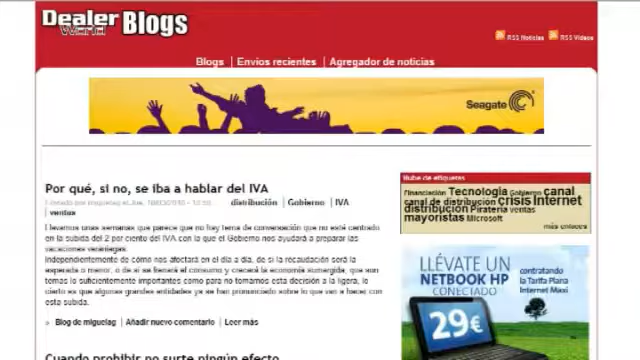 Dealer World Blogs
RSS Noticias RSS Videos
Blogs | Envios recientes | Agregador de noticias
Seagate
Por qué, si no, se iba a hablar del IVA
distribución | Gobierno | IVA
| ventas
Llevamos unas semanas que parece que no hay tema de conversación que no esté centrado
en la subida del 2 por ciento del IVA con la que el Gobierno nos ayudará a preparar las
vacaciones veraniegas.
Independientemente de cómo nos afectará en el día a día, de si la recaudación será la
esperada o menor, o de si se frenará el consumo y crecerá la economía sumergida, que son
temas lo suficientemente importantes como para no tomarnos esta decisión a la ligera, lo
cierto es que algunas grandes entidades ya se han pronunciado sobre lo que van a hacer con
esta subida.
» Blog de miguelag | Añadir nuevo comentario | Leer más
Cuando prohibir no surte ningún efecto
Nube de etiquetas
Financiación Tecnología Gobierno canal
canal de distribución crisis Internet
distribución Piratería ventas
mayoristas Microsoft
más enlaces
LLÉVATE UN
NETBOOK HP
CONECTADO
contratando
la Tarifa Plana
Internet Maxi
29€